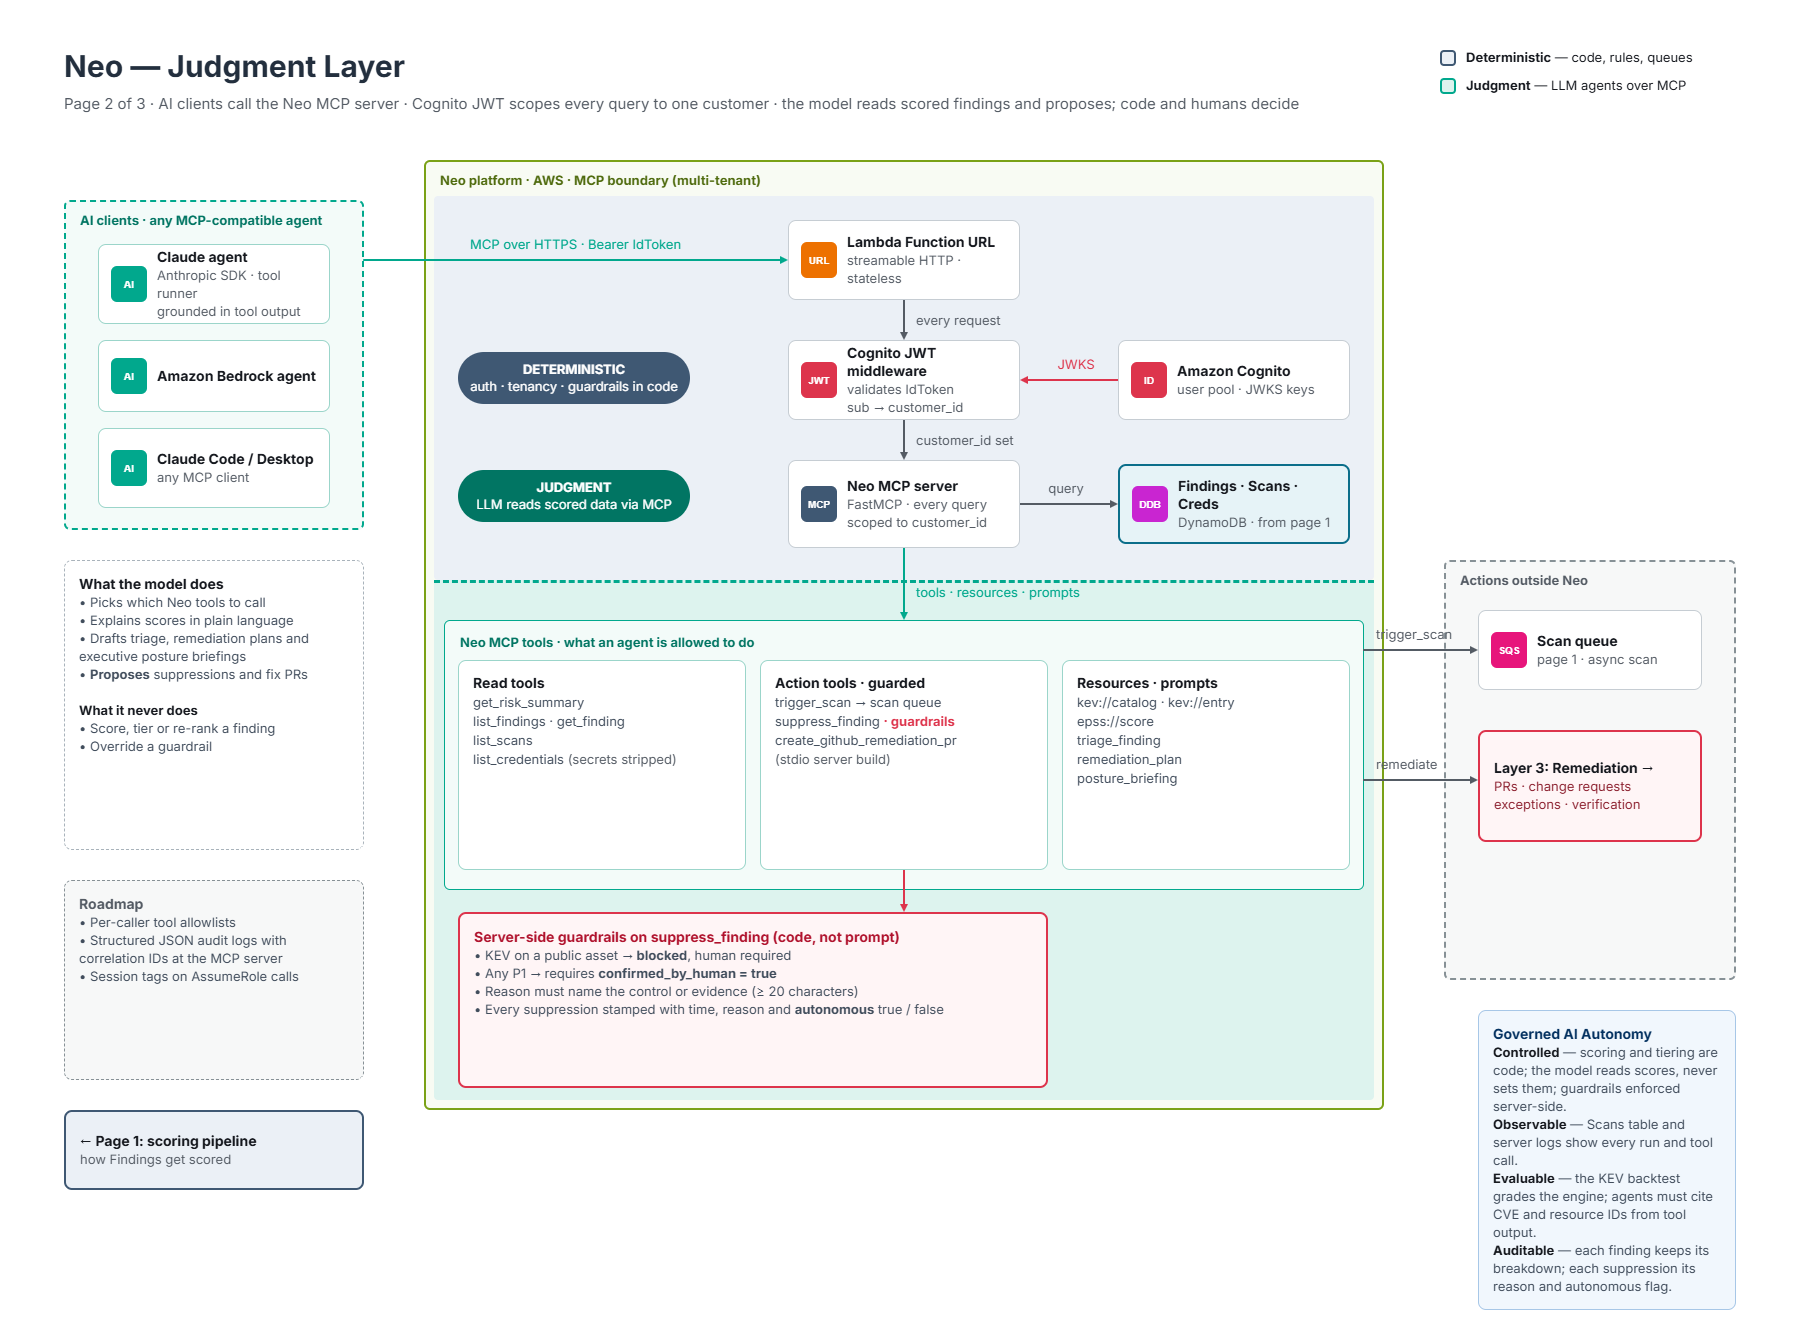 Neo — Judgment Layer
Page 2 of 3 · AI clients call the Neo MCP server · Cognito JWT scopes every query to one customer · the model reads scored findings and proposes; code and humans decide
Deterministic — code, rules, queues
Judgment — LLM agents over MCP
AI clients · any MCP-compatible agent
AI
Claude agent
Anthropic SDK · tool
runner
grounded in tool output
AI
Amazon Bedrock agent
AI
Claude Code / Desktop
any MCP client
What the model does
• Picks which Neo tools to call
• Explains scores in plain language
• Drafts triage, remediation plans and
executive posture briefings
• Proposes suppressions and fix PRs
What it never does
• Score, tier or re-rank a finding
• Override a guardrail
Roadmap
• Per-caller tool allowlists
• Structured JSON audit logs with
correlation IDs at the MCP server
• Session tags on AssumeRole calls
← Page 1: scoring pipeline
how Findings get scored
Neo platform · AWS · MCP boundary (multi-tenant)
MCP over HTTPS · Bearer IdToken
URL
Lambda Function URL
streamable HTTP ·
stateless
every request
DETERMINISTIC
auth · tenancy · guardrails in code
JWT
Cognito JWT
middleware
validates IdToken
sub → customer_id
JWKS
ID
Amazon Cognito
user pool · JWKS keys
customer_id set
JUDGMENT
LLM reads scored data via MCP
MCP
Neo MCP server
FastMCP · every query
scoped to customer_id
query
DDB
Findings · Scans ·
Creds
DynamoDB · from page 1
tools · resources · prompts
Neo MCP tools · what an agent is allowed to do
Read tools
get_risk_summary
list_findings · get_finding
list_scans
list_credentials (secrets stripped)
Action tools · guarded
trigger_scan → scan queue
suppress_finding · guardrails
create_github_remediation_pr
(stdio server build)
Resources · prompts
kev://catalog · kev://entry
epss://score
triage_finding
remediation_plan
posture_briefing
Server-side guardrails on suppress_finding (code, not prompt)
• KEV on a public asset → blocked, human required
• Any P1 → requires confirmed_by_human = true
• Reason must name the control or evidence (≥ 20 characters)
• Every suppression stamped with time, reason and autonomous true / false
Actions outside Neo
trigger_scan
SQS
Scan queue
page 1 · async scan
remediate
Layer 3: Remediation →
PRs · change requests
exceptions · verification
Governed AI Autonomy
Controlled — scoring and tiering are
code; the model reads scores, never
sets them; guardrails enforced
server-side.
Observable — Scans table and
server logs show every run and tool
call.
Evaluable — the KEV backtest
grades the engine; agents must cite
CVE and resource IDs from tool
output.
Auditable — each finding keeps its
breakdown; each suppression its
reason and autonomous flag.